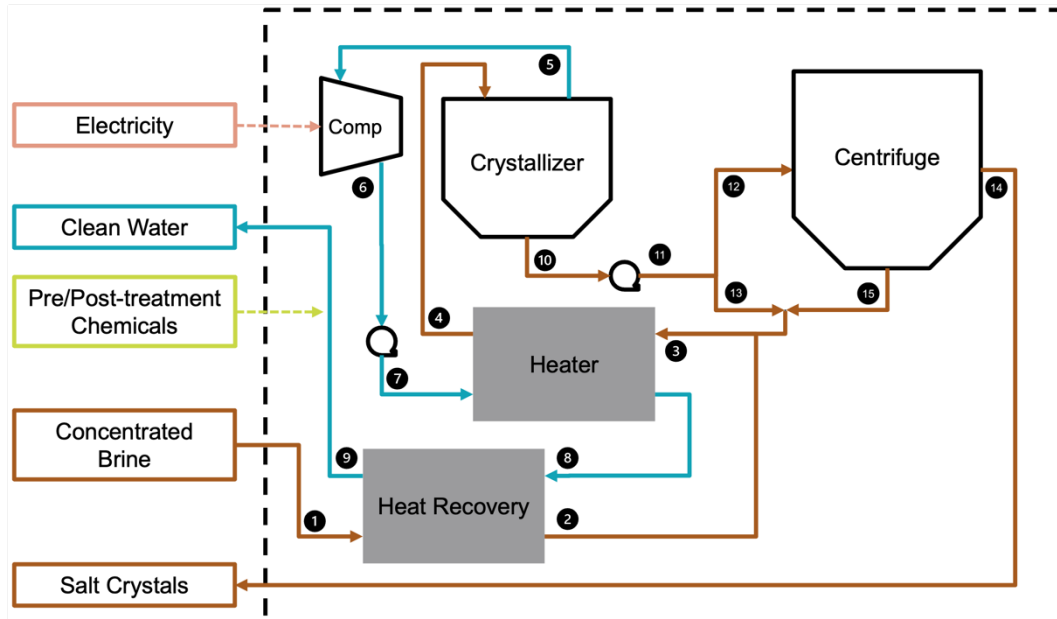 5
Electricity
Comp
Crystallizer
Centrifuge
12
14
6
Clean Water
10
11
13
15
Pre/Post-treatment
Chemicals
4
3
7
Heater
Concentrated
Brine
9
8
Heat Recovery
1
2
Salt Crystals